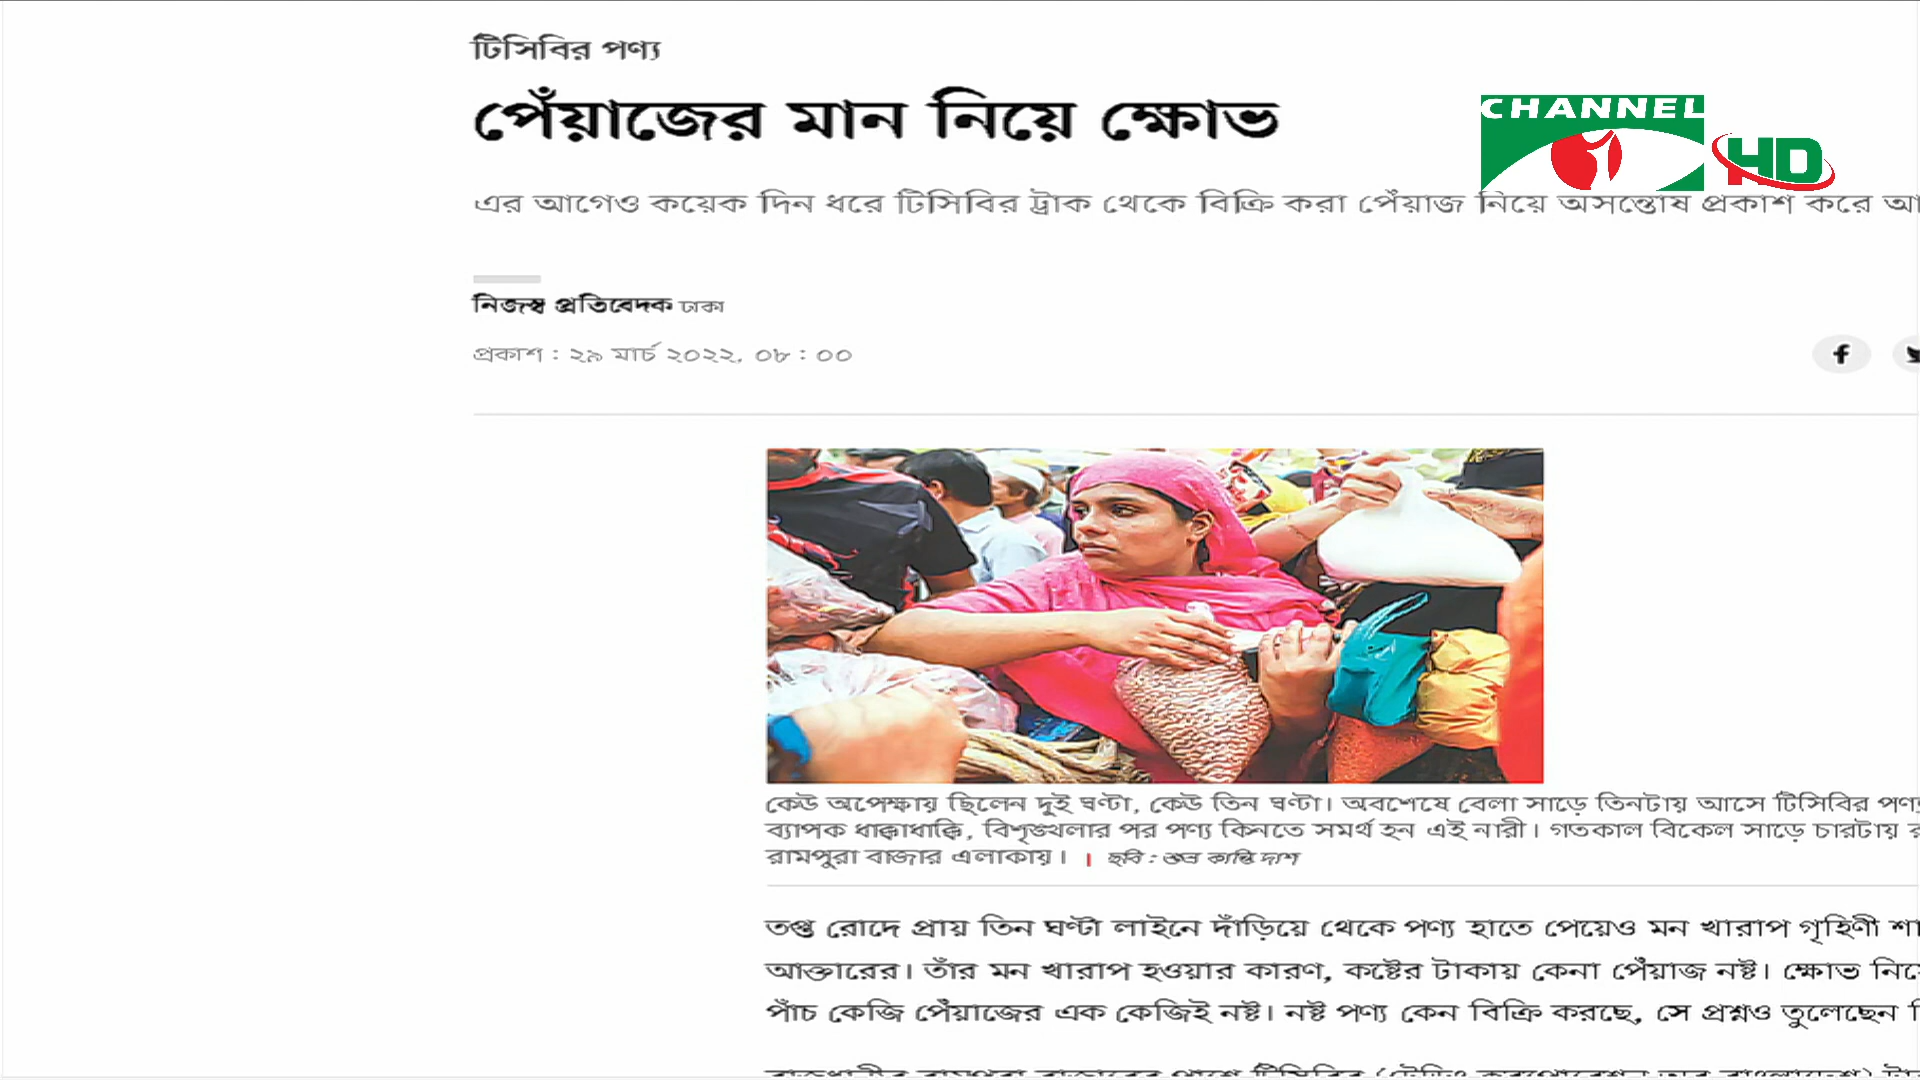 টিসিবির পণ্য
পেঁয়াজের মান নিয়ে ক্ষোভ
CHANNEL
HD
এর আগেও কয়েক দিন ধরে টিসিবির ট্রাক থেকে বিক্রি করা পেঁয়াজ নিয়ে অসন্তোষ প্রকাশ করে
নিজস্ব প্রতিবেদক ঢাকা
প্রকাশ : ২৯ মার্চ ২০২২, ০৮ : ০০
কেউ অপেক্ষায় ছিলেন দুই ঘণ্টা, কেউ তিন ঘণ্টা। অবশেষে বেলা সাড়ে তিনটায় আসে টিসিবির পণ্য
ব্যাপক ধাক্কাধাক্কি, বিশৃঙ্খলার পর পণ্য কিনতে সমর্থ হন এই নারী। গতকাল বিকেল সাড়ে চারটায়
রামপুরা বাজার এলাকায়। | ছবি : শুভ্র কান্তি দাশ
তপ্ত রোদে প্রায় তিন ঘণ্টা লাইনে দাঁড়িয়ে থেকে পণ্য হাতে পেয়েও মন খারাপ গৃহিণী
আক্তারের। তাঁর মন খারাপ হওয়ার কারণ, কষ্টের টাকায় কেনা পেঁয়াজ নষ্ট। ক্ষোভ
পাঁচ কেজি পেঁয়াজের এক কেজিই নষ্ট। নষ্ট পণ্য কেন বিক্রি করছে, সে প্রশ্নও তুলেছেন